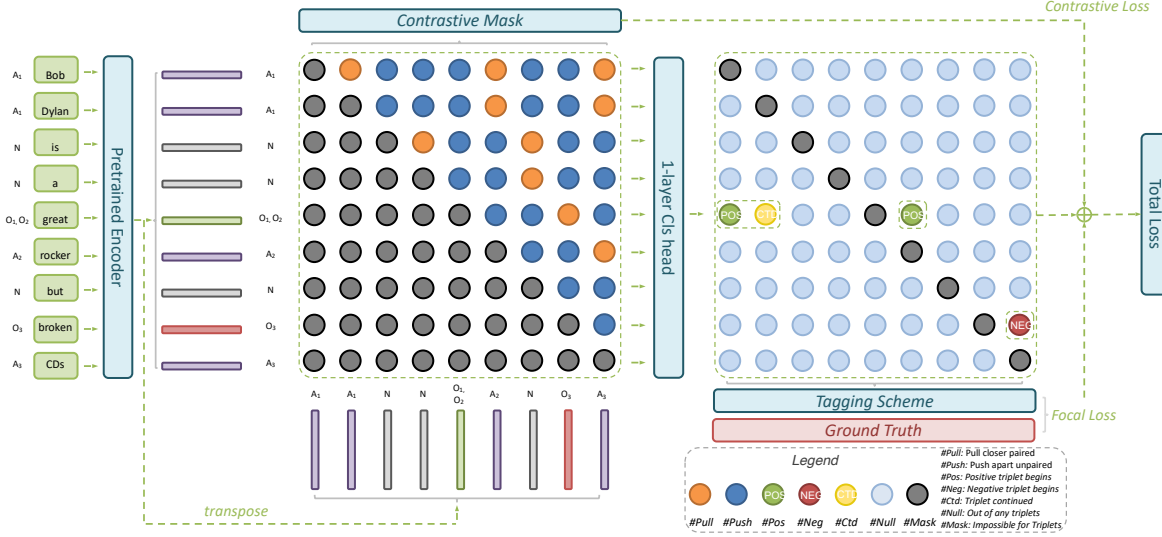 Contrastive Mask
Contrastive Loss
A₁ Bob
A₁ Dylan
N is
N a
O₁, O₂ great
A₂ rocker
N but
O₃ broken
A₃ CDs
Pretrained Encoder
A₁
A₁
N
N
O₁, O₂
A₂
N
O₃
A₃
1-layer Cls head
POS CTD POS
NEG
Total Loss
A₁ A₁ N N O₁, O₂ A₂ N O₃ A₃
transpose
Tagging Scheme
Ground Truth
Focal Loss
Legend
POS NEG CTD
#Pull #Push #Pos #Neg #Ctd #Null #Mask
#Pull: Pull closer paired
#Push: Push apart unpaired
#Pos: Positive triplet begins
#Neg: Negative triplet begins
#Ctd: Triplet continued
#Null: Out of any triplets
#Mask: Impossible for Triplets